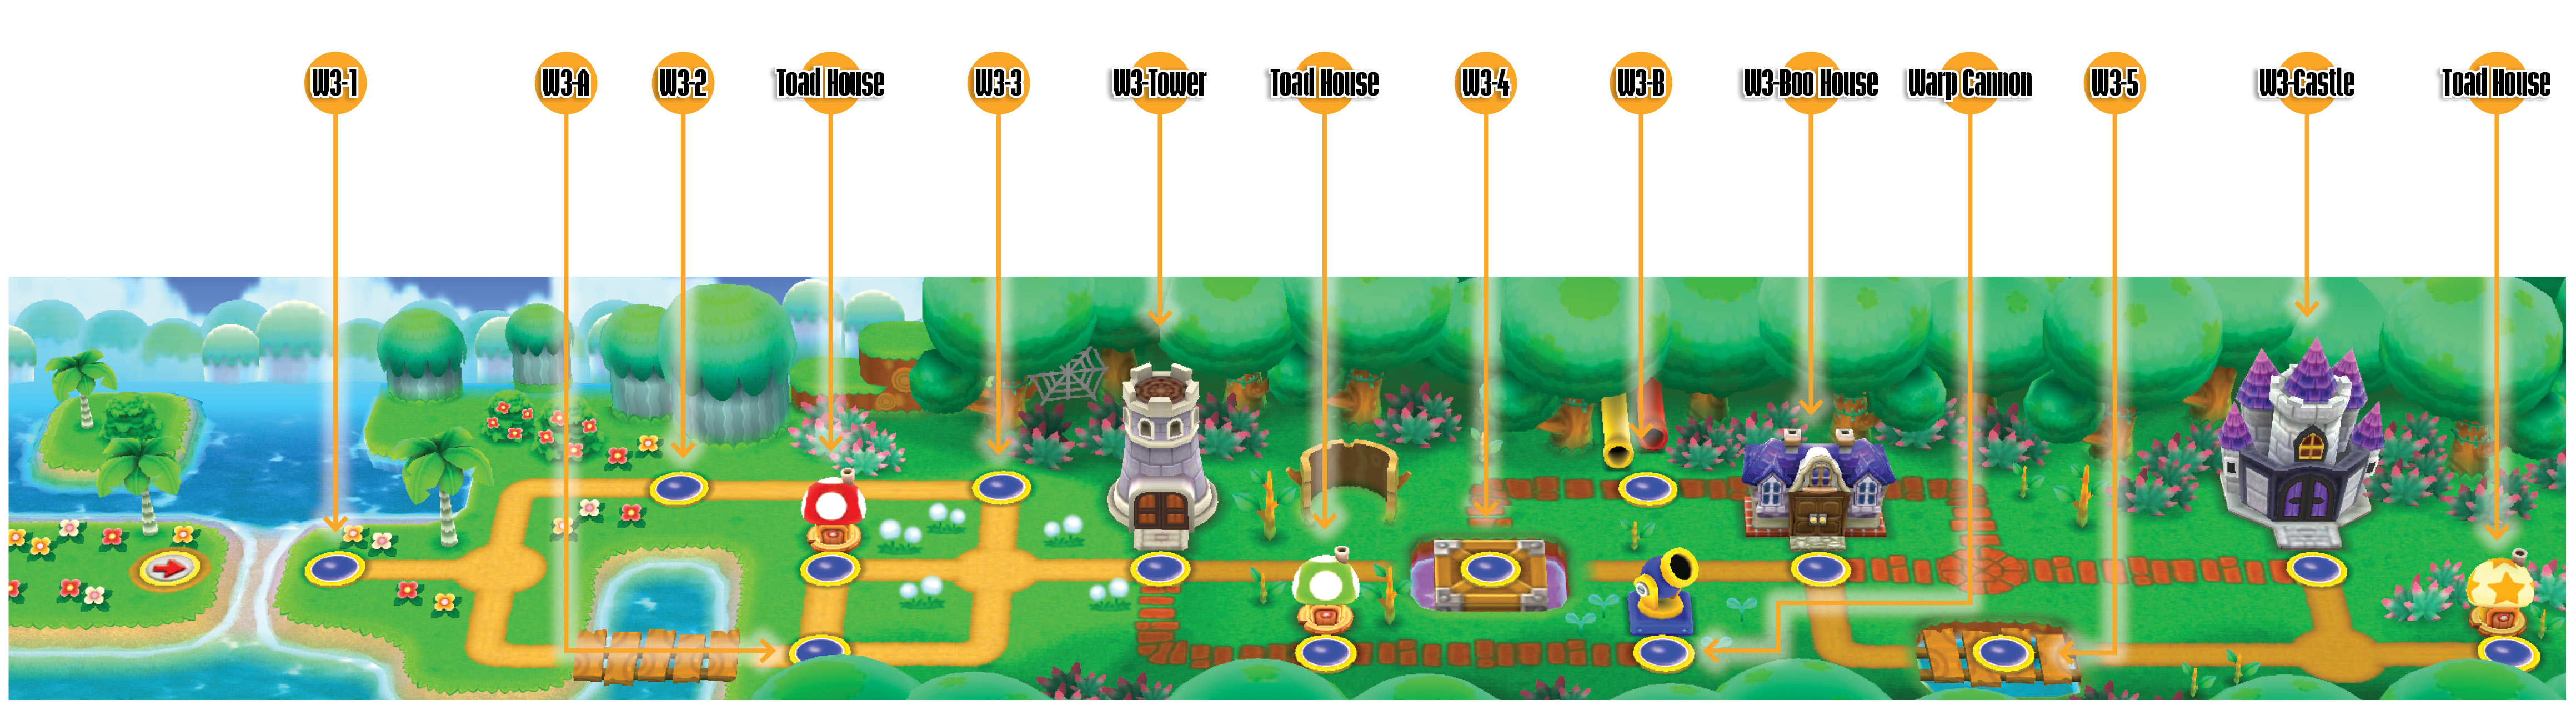 W3-1
W3-A
W3-2
Toad House
W3-3
W3-Tower
Toad House
W3-4
W3-B
W3-Boo House
Warp Cannon
W3-5
W3-Castle
Toad House